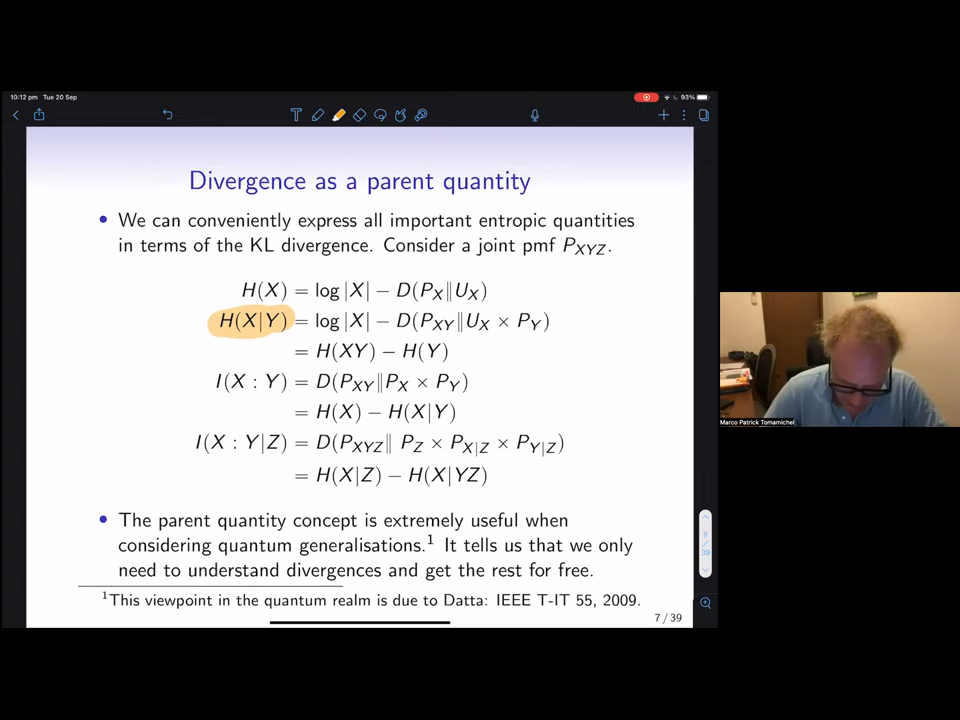 10:12 pm Tue 20 Sep
93%
Divergence as a parent quantity
• We can conveniently express all important entropic quantities
in terms of the KL divergence. Consider a joint pmf P_{XYZ}.
H(X) = log |X| − D(P_X‖U_X)
H(X|Y) = log |X| − D(P_{XY}‖U_X × P_Y)
= H(XY) − H(Y)
I(X : Y) = D(P_{XY}‖P_X × P_Y)
= H(X) − H(X|Y)
I(X : Y|Z) = D(P_{XYZ}‖ P_Z × P_{X|Z} × P_{Y|Z})
= H(X|Z) − H(X|YZ)
• The parent quantity concept is extremely useful when
considering quantum generalisations.¹ It tells us that we only
need to understand divergences and get the rest for free.
¹This viewpoint in the quantum realm is due to Datta: IEEE T-IT 55, 2009.
7 / 39
39
Marco Patrick Tomamichel